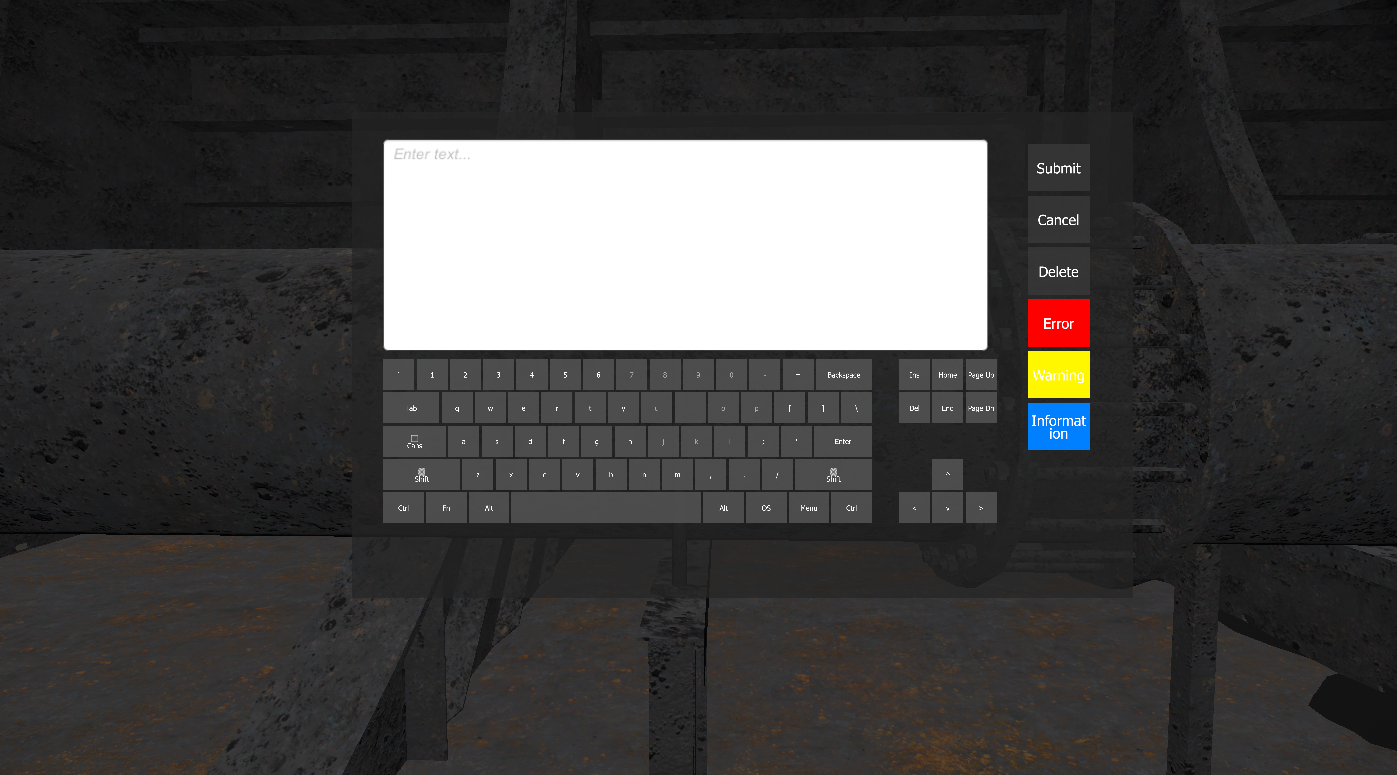 Enter text...
Submit
Cancel
Delete
Error
Warning
Informat
ion
` 1 2 3 4 5 6 7 8 9 0 - = Backspace Ins Home Page Up
ab q w e r t y u o p [ ] \ Del End Page Dn
Caps a s d f g h j k l ; ' Enter
Shift z x c v b n m , . / Shift ^
Ctrl Fn Alt Alt OS Menu Ctrl < v >